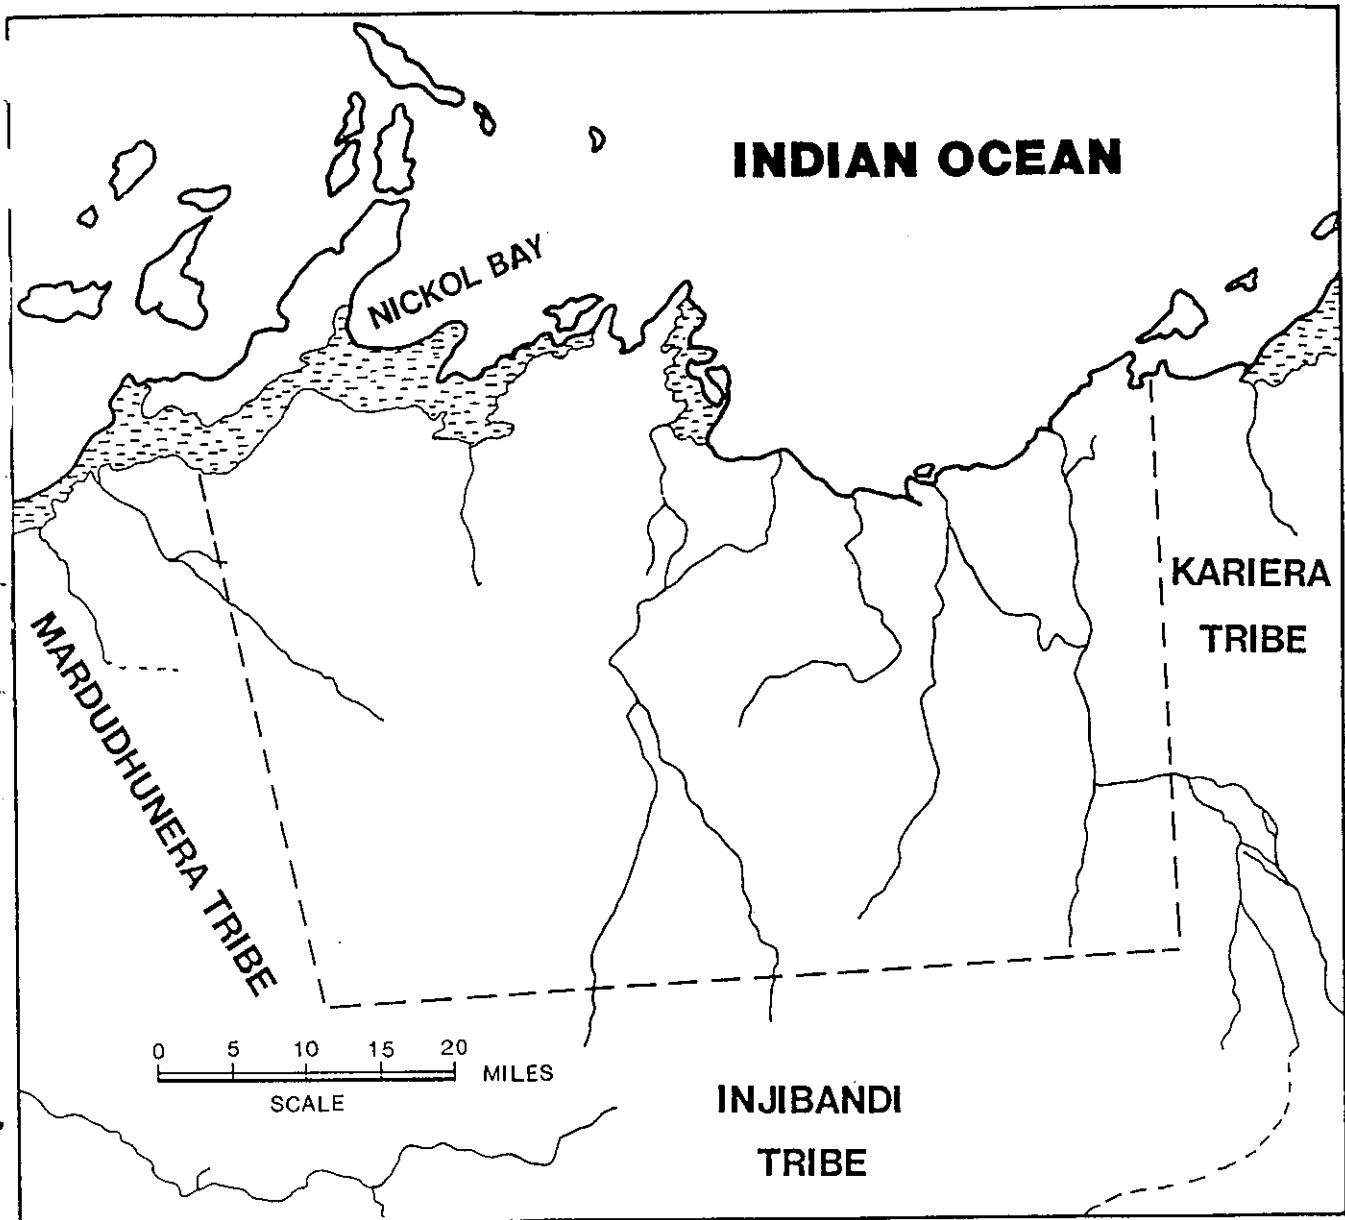 INDIAN OCEAN
NICKOL BAY
KARIERA
TRIBE
MARDUDHUNERA TRIBE
0 5 10 15 20
MILES
SCALE
INJIBANDI
TRIBE